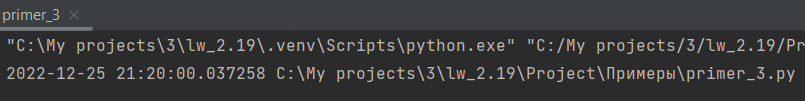 primer_3
"C:\My projects\3\lw_2.19\.venv\Scripts\python.exe" "C:/My projects/3/lw_2.19/Pr
2022-12-25 21:20:00.037258 C:\My projects\3\lw_2.19\Project\Примеры\primer_3.py